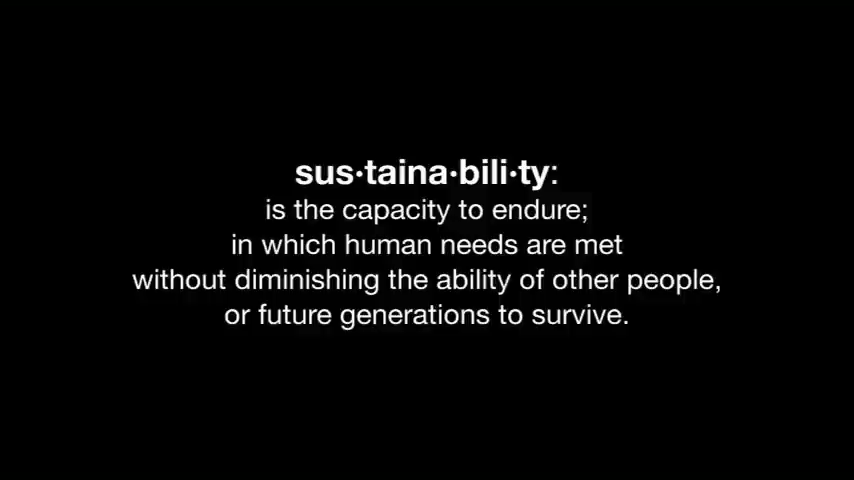 sus·taina·bili·ty:
is the capacity to endure;
in which human needs are met
without diminishing the ability of other people,
or future generations to survive.